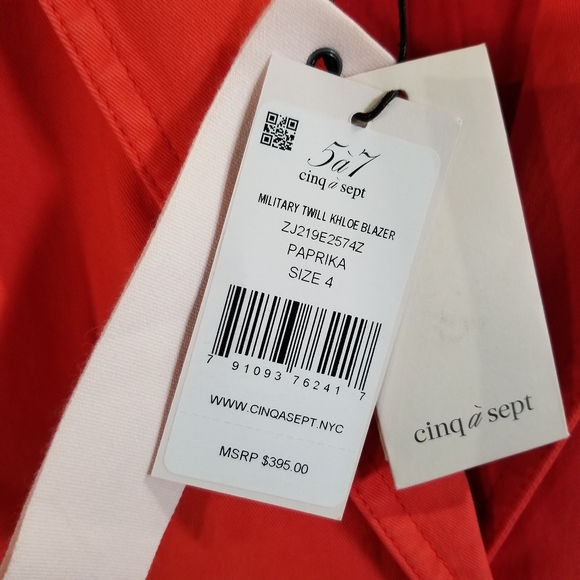 5à7
cinq à sept
MILITARY TWILL KHLOE BLAZER
ZJ219E2574Z
PAPRIKA
SIZE 4
7 91093 76241 7
WWW.CINQASEPT.NYC
MSRP $395.00
cinq à sept